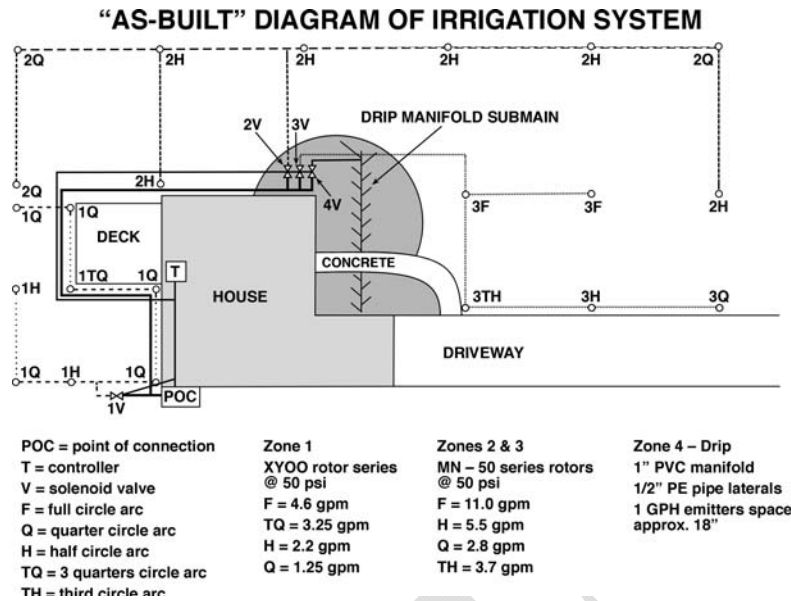 “AS-BUILT” DIAGRAM OF IRRIGATION SYSTEM
2Q
2H
2H
2H
2H
2Q
DRIP MANIFOLD SUBMAIN
2V
3V
2Q
2H
4V
3F
3F
2H
1Q
1Q
DECK
1TQ
1Q
T
CONCRETE
1H
HOUSE
3TH
3H
3Q
DRIVEWAY
1Q
1H
1Q
1V
POC
POC = point of connection
T = controller
V = solenoid valve
F = full circle arc
Q = quarter circle arc
H = half circle arc
TQ = 3 quarters circle arc
TH = third circle arc
Zone 1
XYOO rotor series
@ 50 psi
F = 4.6 gpm
TQ = 3.25 gpm
H = 2.2 gpm
Q = 1.25 gpm
Zones 2 & 3
MN – 50 series rotors
@ 50 psi
F = 11.0 gpm
H = 5.5 gpm
Q = 2.8 gpm
TH = 3.7 gpm
Zone 4 – Drip
1” PVC manifold
1/2” PE pipe laterals
1 GPH emitters space
approx. 18”